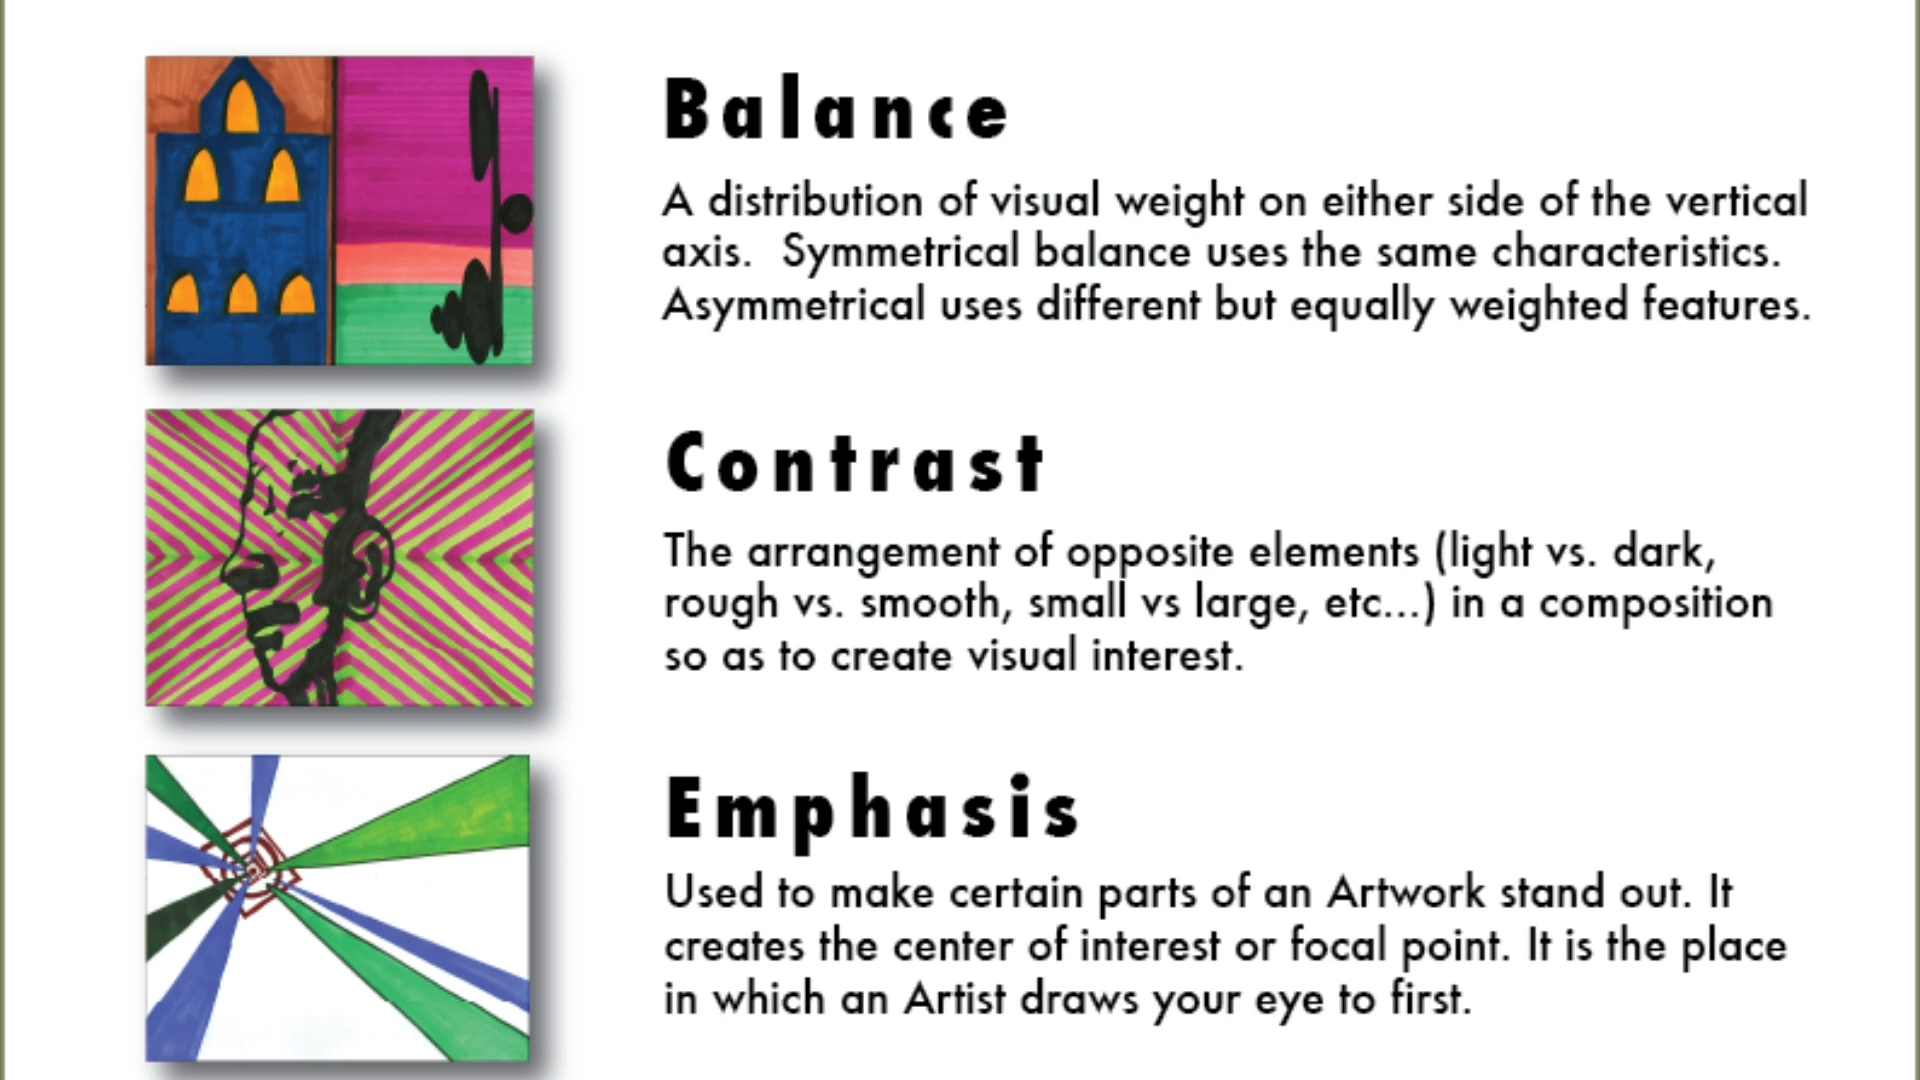 Balance
A distribution of visual weight on either side of the vertical
axis.  Symmetrical balance uses the same characteristics.
Asymmetrical uses different but equally weighted features.
Contrast
The arrangement of opposite elements (light vs. dark,
rough vs. smooth, small vs large, etc...) in a composition
so as to create visual interest.
Emphasis
Used to make certain parts of an Artwork stand out. It
creates the center of interest or focal point. It is the place
in which an Artist draws your eye to first.